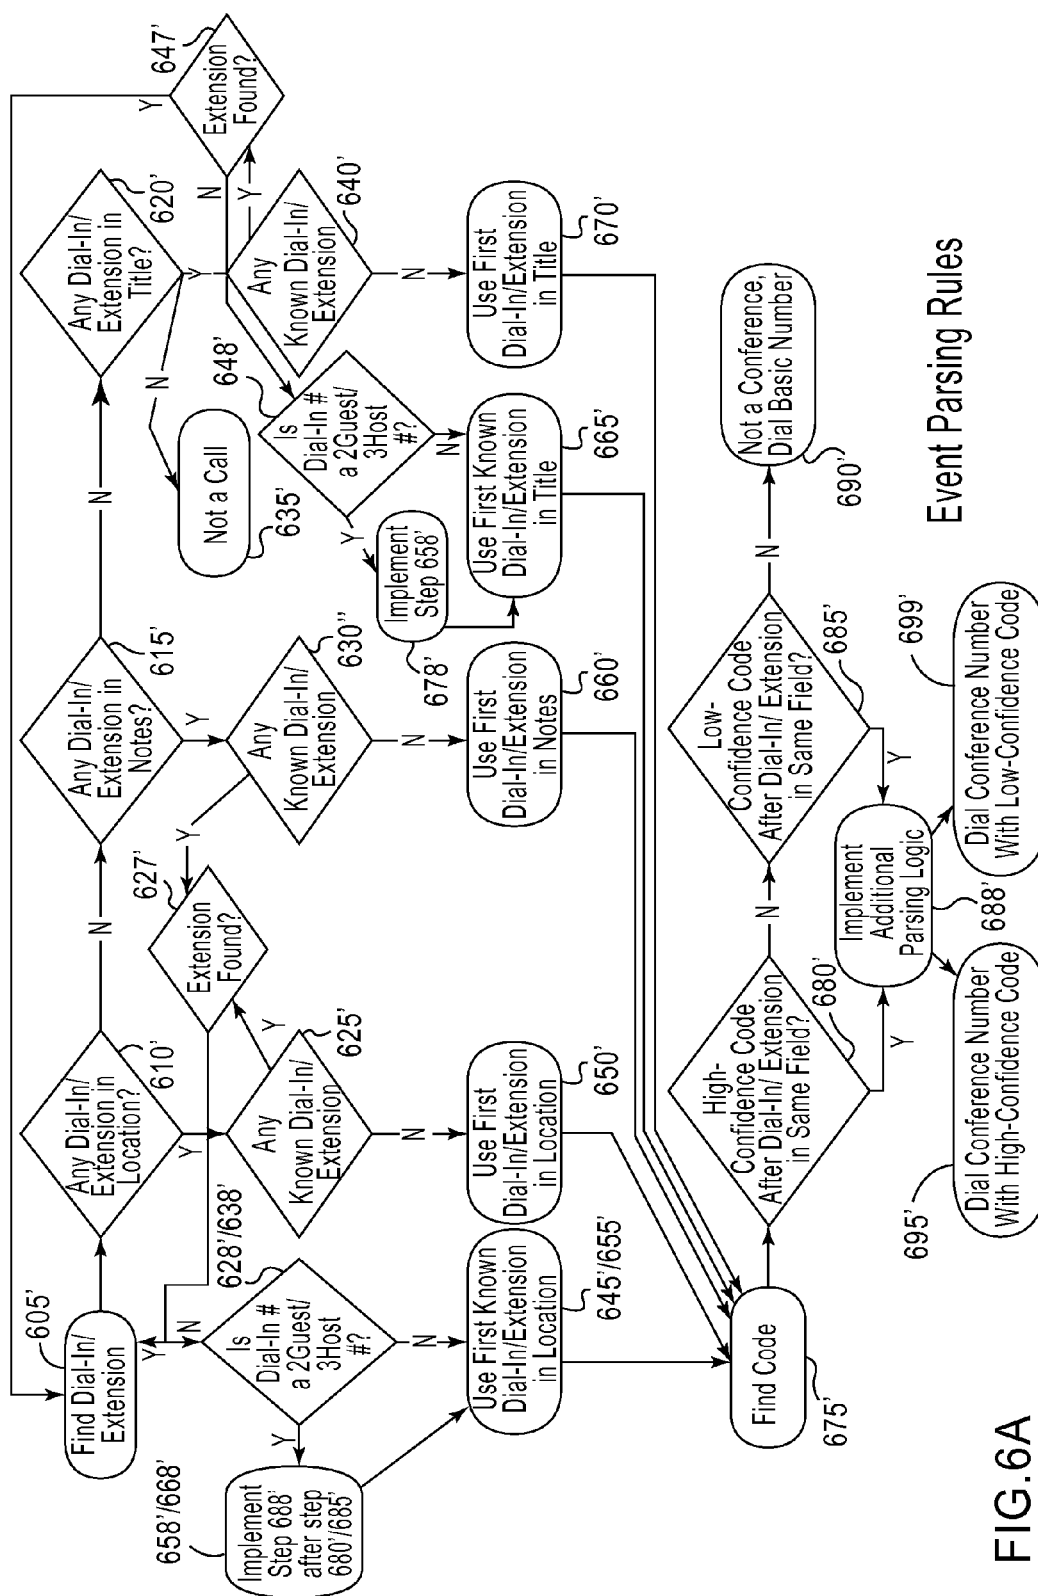 605'
Find Dial-In/
Extension
610'
Any Dial-In/
Extension in
Location?
N
615'
Any Dial-In/
Extension in
Notes?
N
620'
Any Dial-In/
Extension in
Title?
Y
647'
Extension
Found?
N
Y
Y
N
Y
N
Not a Call
635'
627'
Extension
Found?
Y
Y
Y
N
628'/638'
Is
Dial-In #
a 2Guest/
3Host
#?
Y
N
625'
Any
Known Dial-In/
Extension
N
630''
Any
Known Dial-In/
Extension
N
648'
Is
Dial-In #
a 2Guest/
3Host
#?
Y
N
640'
Any
Known Dial-In/
Extension
Y
N
658'/668'
Implement
Step 688'
after step
680'/685'
Implement
Step 658'
678'
Use First Known
Dial-In/Extension
in Location
645'/655'
Use First
Dial-In/Extension
in Location
650'
Use First
Dial-In/Extension
in Notes
660'
Use First Known
Dial-In/Extension
in Title
665'
Use First
Dial-In/Extension
in Title
670'
Find Code
675'
High-
Confidence Code
After Dial-In/ Extension
in Same Field?
680'
N
Y
Low-
Confidence Code
After Dial-In/ Extension
in Same Field?
685'
N
Y
Not a Conference,
Dial Basic Number
690'
Implement
Additional
Parsing Logic
688'
695'
Dial Conference Number
With High-Confidence Code
699'
Dial Conference Number
With Low-Confidence Code
Event Parsing Rules
FIG.6A